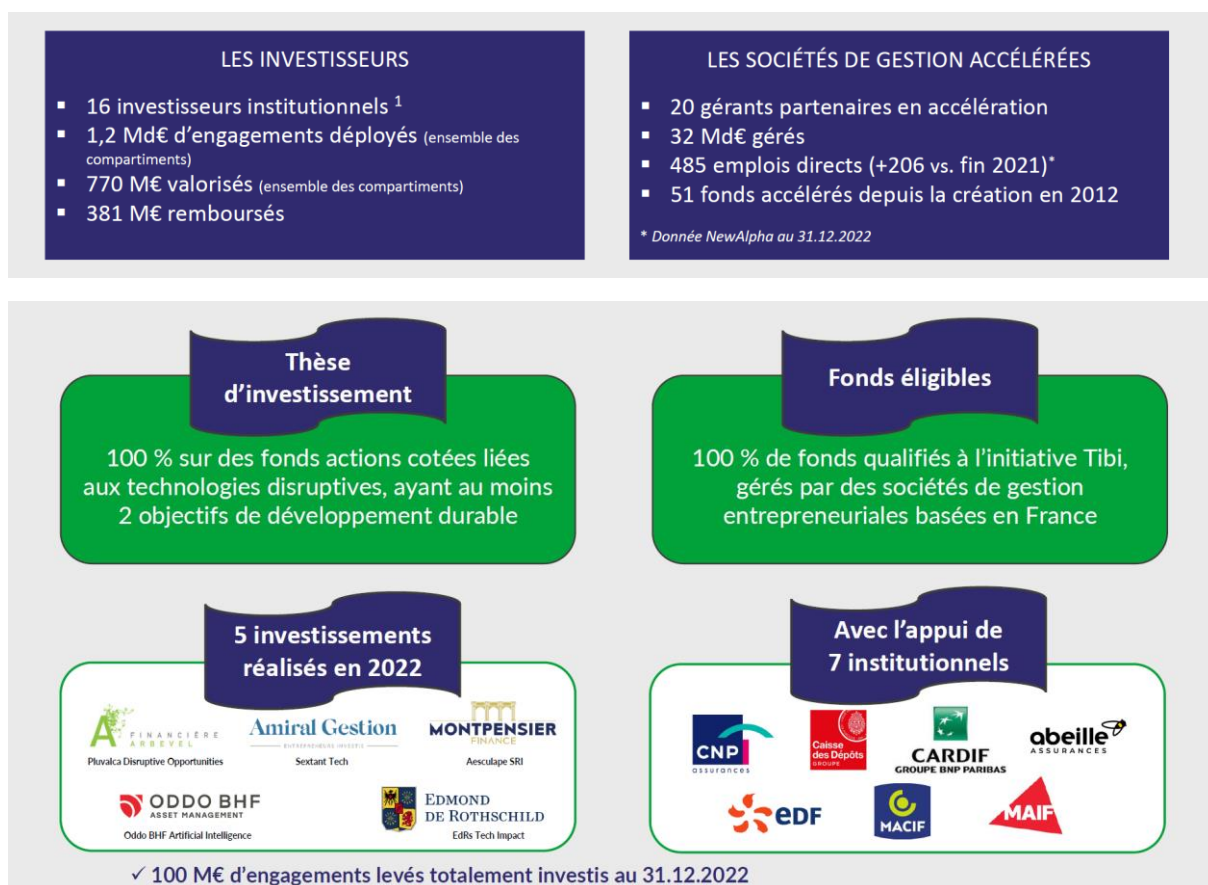 LES INVESTISSEURS
▪ 16 investisseurs institutionnels ¹
▪ 1,2 Md€ d'engagements déployés (ensemble des
compartiments)
▪ 770 M€ valorisés (ensemble des compartiments)
▪ 381 M€ remboursés
LES SOCIÉTÉS DE GESTION ACCÉLÉRÉES
▪ 20 gérants partenaires en accélération
▪ 32 Md€ gérés
▪ 485 emplois directs (+206 vs. fin 2021)*
▪ 51 fonds accélérés depuis la création en 2012
* Donnée NewAlpha au 31.12.2022
Thèse
d'investissement
100 % sur des fonds actions cotées liées
aux technologies disruptives, ayant au moins
2 objectifs de développement durable
Fonds éligibles
100 % de fonds qualifiés à l'initiative Tibi,
gérés par des sociétés de gestion
entrepreneuriales basées en France
5 investissements
réalisés en 2022
FINANCIÈRE
ARBEVEL
Pluvalca Disruptive Opportunities
Amiral Gestion
ENTREPRENEURS INVESTIS
Sextant Tech
MONTPENSIER
FINANCE
Aesculape SRI
ODDO BHF
ASSET MANAGEMENT
Oddo BHF Artificial Intelligence
EDMOND
DE ROTHSCHILD
EdRs Tech Impact
Avec l'appui de
7 institutionnels
CNP
assurances
Caisse
des Dépôts
GROUPE
CARDIF
GROUPE BNP PARIBAS
abeille
ASSURANCES
eDF
MACIF
MAIF
✓ 100 M€ d'engagements levés totalement investis au 31.12.2022